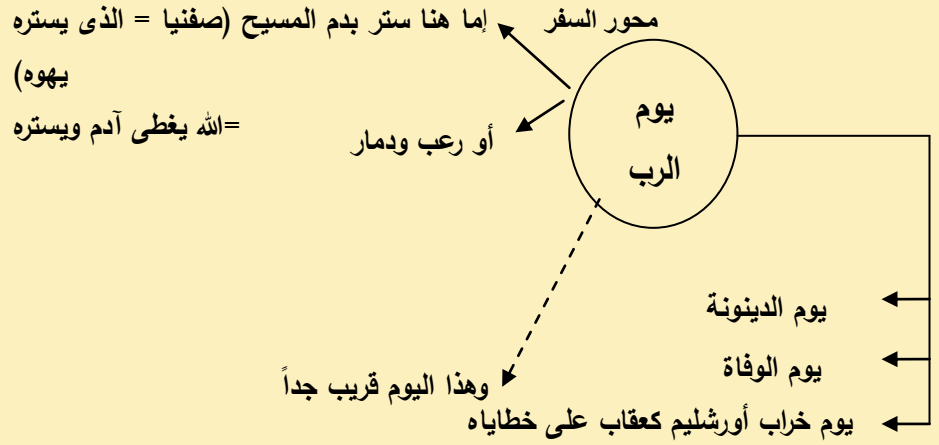 محور السفر
إما هنا ستر بدم المسيح (صفنيا = الذى يستره
يهوه)
=الله يغطى آدم ويستره
أو رعب ودمار
يوم
الرب
يوم الدينونة
يوم الوفاة
وهذا اليوم قريب جداً
يوم خراب أورشليم كعقاب على خطاياه